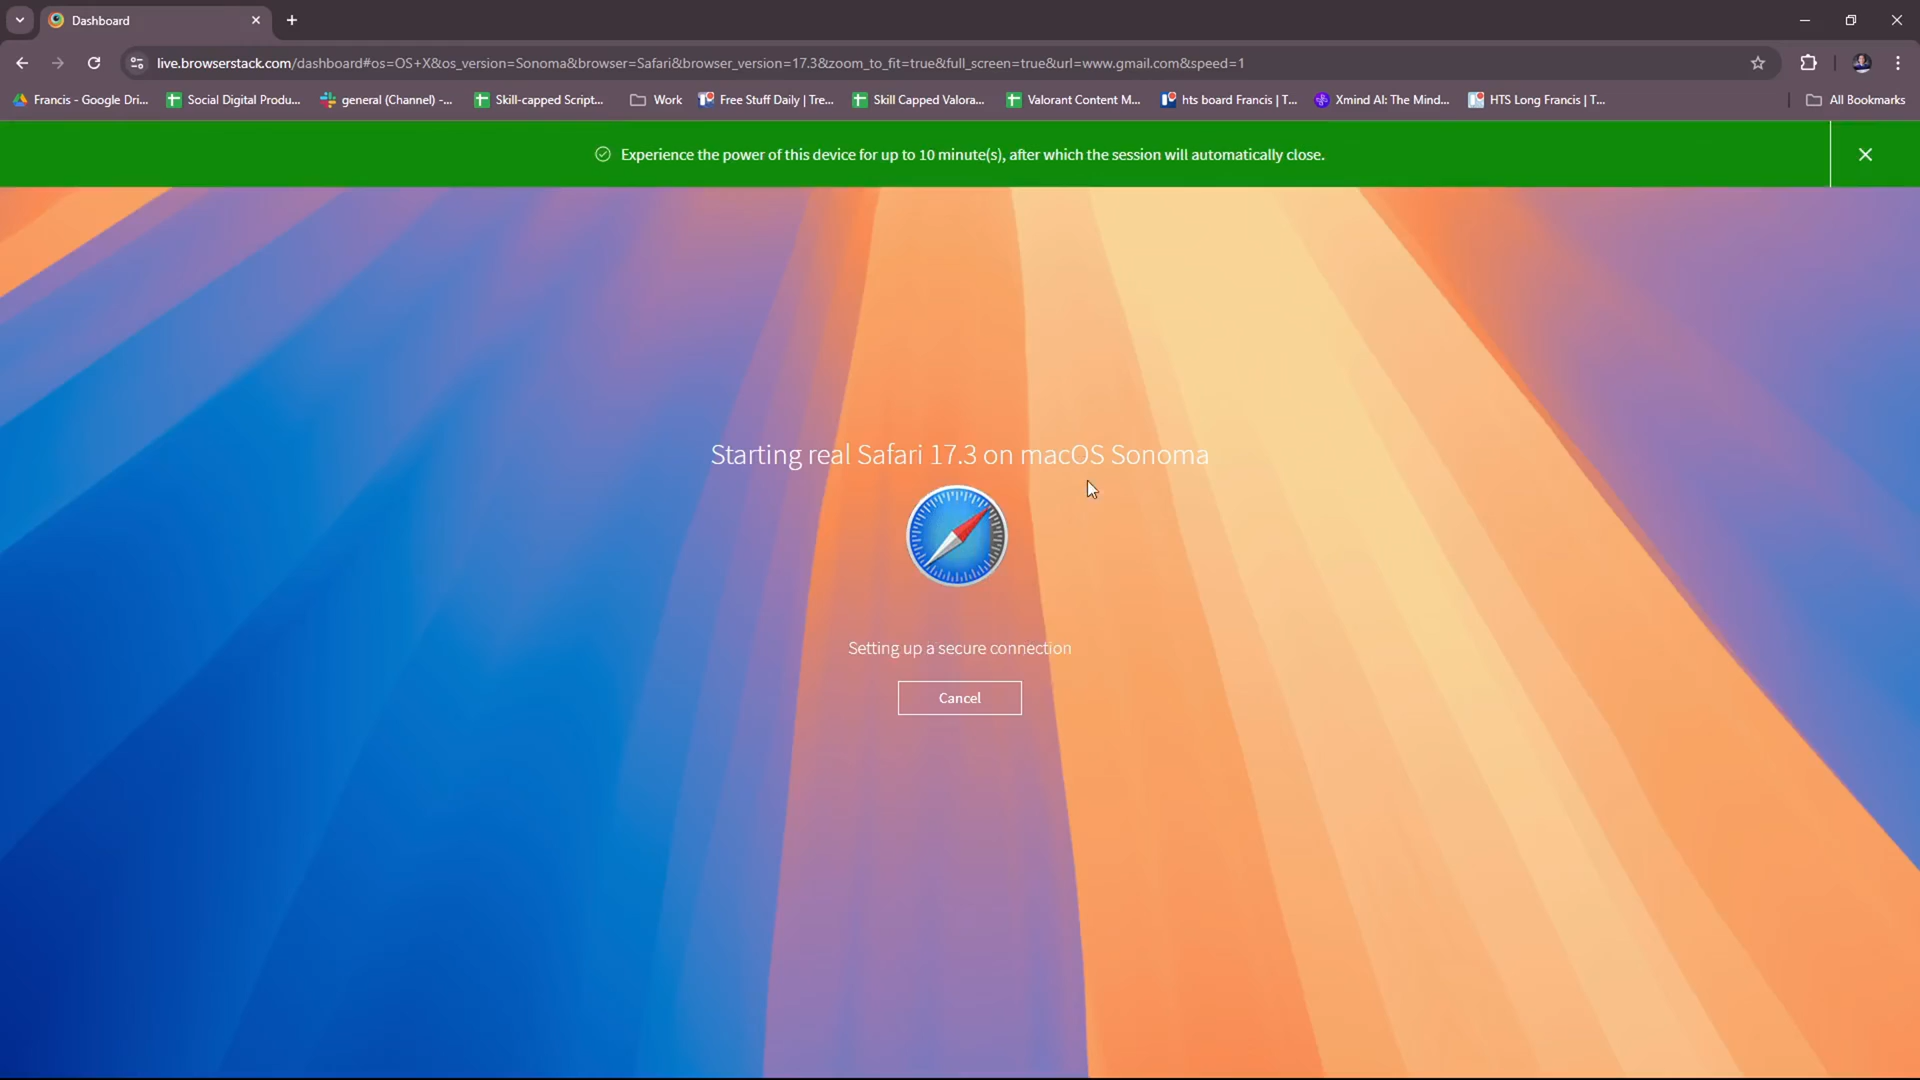 Dashboard
live.browserstack.com/dashboard#os=OS+X&os_version=Sonoma&browser=Safari&browser_version=17.3&zoom_to_fit=true&full_screen=true&url=www.gmail.com&speed=1
Francis - Google Dri... Social Digital Produ... general (Channel) -... Skill-capped Script... Work Free Stuff Daily | Tre... Skill Capped Valora... Valorant Content M... hts board Francis | T... Xmind AI: The Mind... HTS Long Francis | T... All Bookmarks
Experience the power of this device for up to 10 minute(s), after which the session will automatically close.
Starting real Safari 17.3 on macOS Sonoma
Setting up a secure connection
Cancel